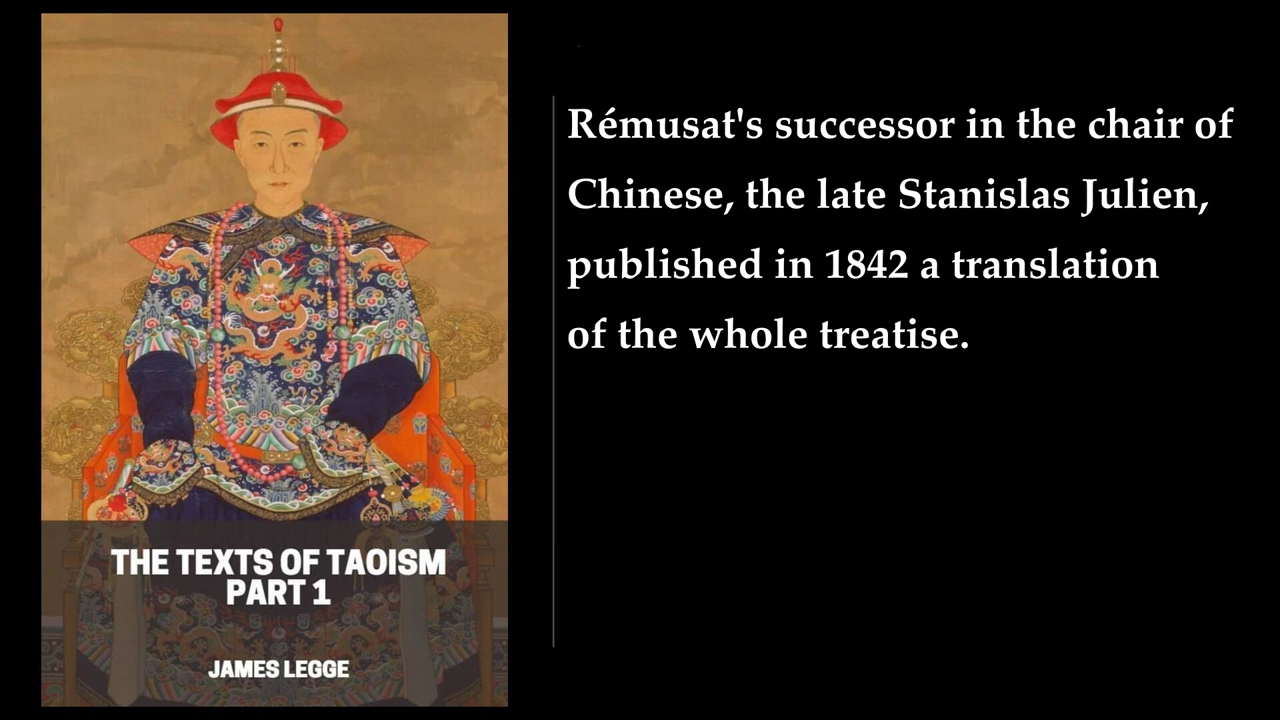 THE TEXTS OF TAOISM
PART 1
JAMES LEGGE
Rémusat's successor in the chair of
Chinese, the late Stanislas Julien,
published in 1842 a translation
of the whole treatise.